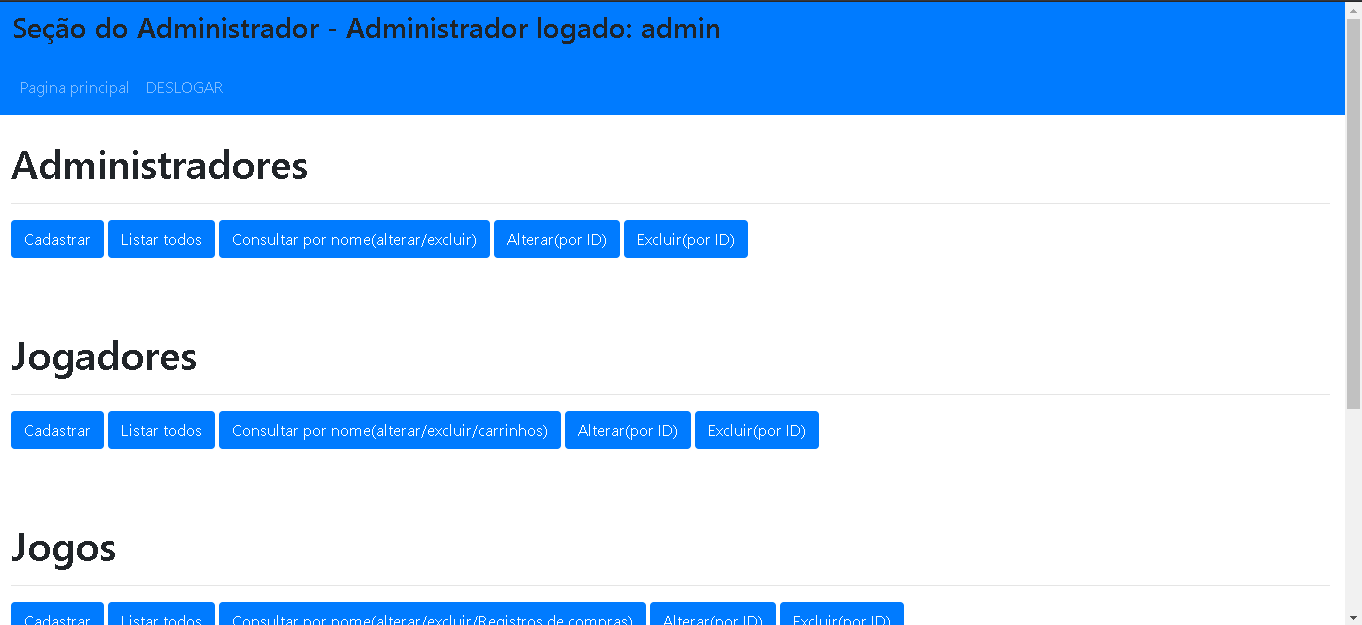 Seção do Administrador - Administrador logado: admin
Pagina principal DESLOGAR
Administradores
Cadastrar Listar todos Consultar por nome(alterar/excluir) Alterar(por ID) Excluir(por ID)
Jogadores
Cadastrar Listar todos Consultar por nome(alterar/excluir/carrinhos) Alterar(por ID) Excluir(por ID)
Jogos
Cadastrar Listar todos Consultar por nome(alterar/excluir/Registros de compras) Alterar(por ID) Excluir(por ID)